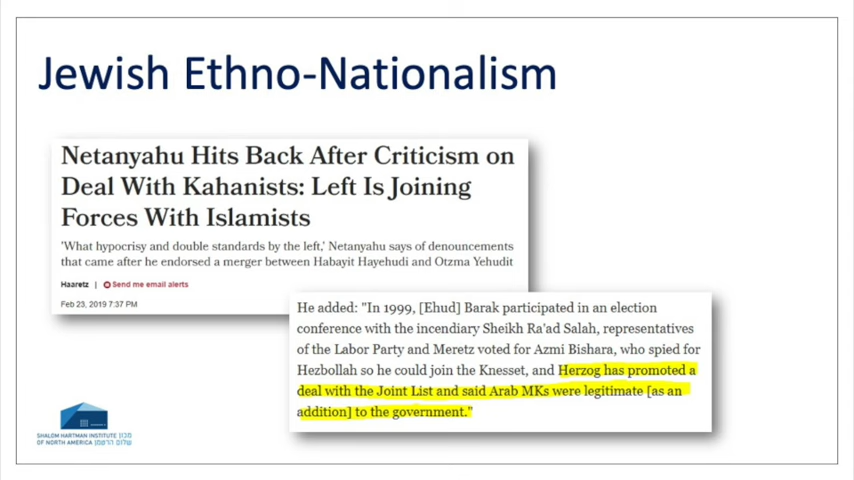 Jewish Ethno-Nationalism
Netanyahu Hits Back After Criticism on
Deal With Kahanists: Left Is Joining
Forces With Islamists
'What hypocrisy and double standards by the left,' Netanyahu says of denouncements
that came after he endorsed a merger between Habayit Hayehudi and Otzma Yehudit
Haaretz | Send me email alerts
Feb 23, 2019 7:37 PM
He added: "In 1999, [Ehud] Barak participated in an election
conference with the incendiary Sheikh Ra'ad Salah, representatives
of the Labor Party and Meretz voted for Azmi Bishara, who spied for
Hezbollah so he could join the Knesset, and Herzog has promoted a
deal with the Joint List and said Arab MKs were legitimate [as an
addition] to the government."
SHALOM HARTMAN INSTITUTE מכון
OF NORTH AMERICA שלום הרטמן